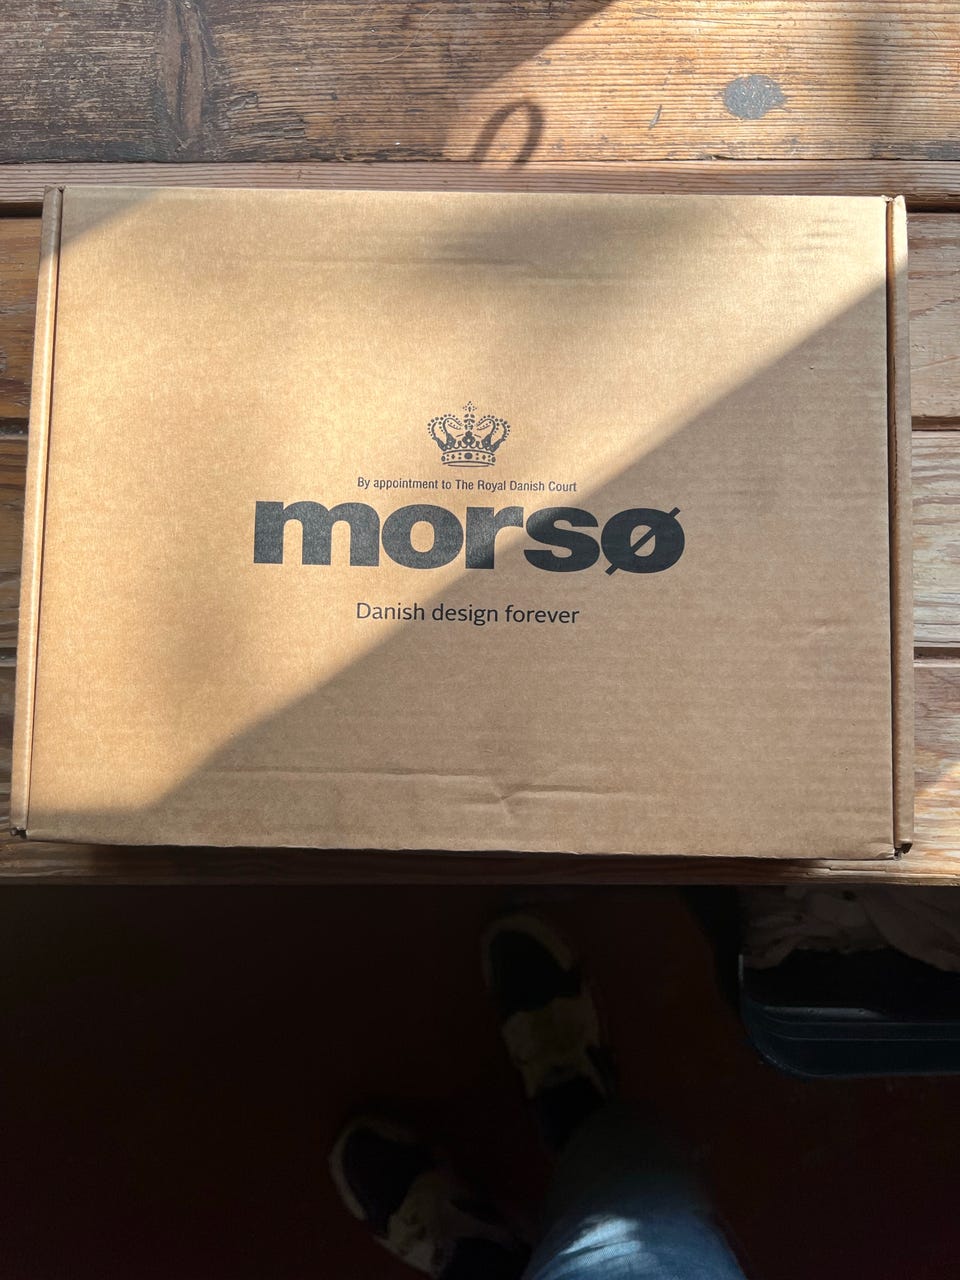 By appointment to The Royal Danish Court
morsø
Danish design forever